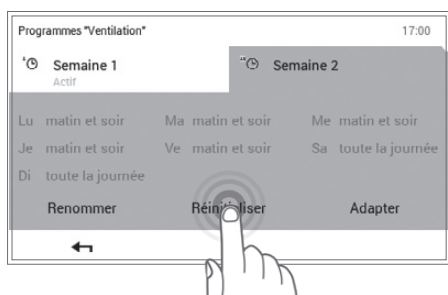 Programmes "Ventilation" 17:00
Semaine 1 Semaine 2
Actif
Lu matin et soir Ma matin et soir Me matin et soir
Je matin et soir Ve matin et soir Sa toute la journée
Di toute la journée
Renommer Réinitialiser Adapter